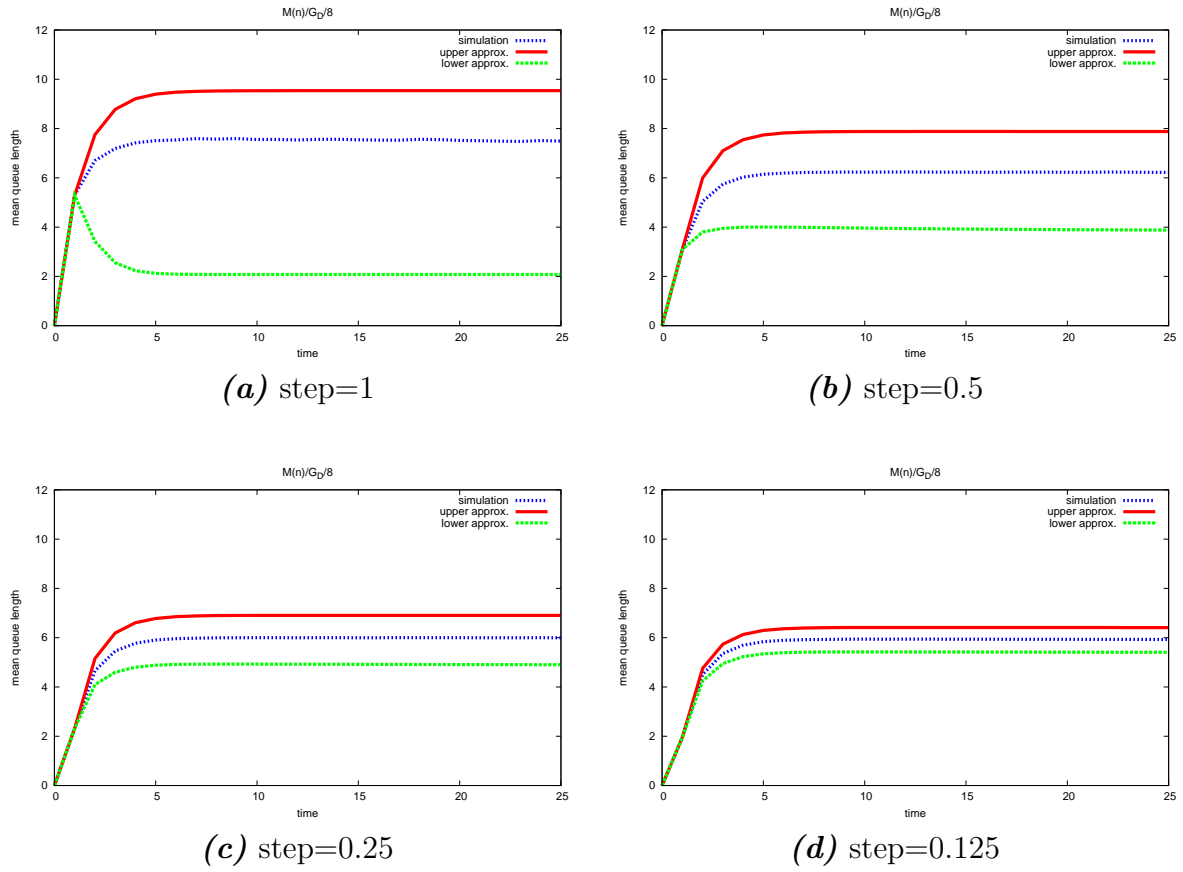 M(n)/G_D/8
simulation
upper approx.
lower approx.
mean queue length
12
10
8
6
4
2
0
0 5 10 15 20 25
time
(a) step=1
M(n)/G_D/8
simulation
upper approx.
lower approx.
mean queue length
12
10
8
6
4
2
0
0 5 10 15 20 25
time
(b) step=0.5
M(n)/G_D/8
simulation
upper approx.
lower approx.
mean queue length
12
10
8
6
4
2
0
0 5 10 15 20 25
time
(c) step=0.25
M(n)/G_D/8
simulation
upper approx.
lower approx.
mean queue length
12
10
8
6
4
2
0
0 5 10 15 20 25
time
(d) step=0.125